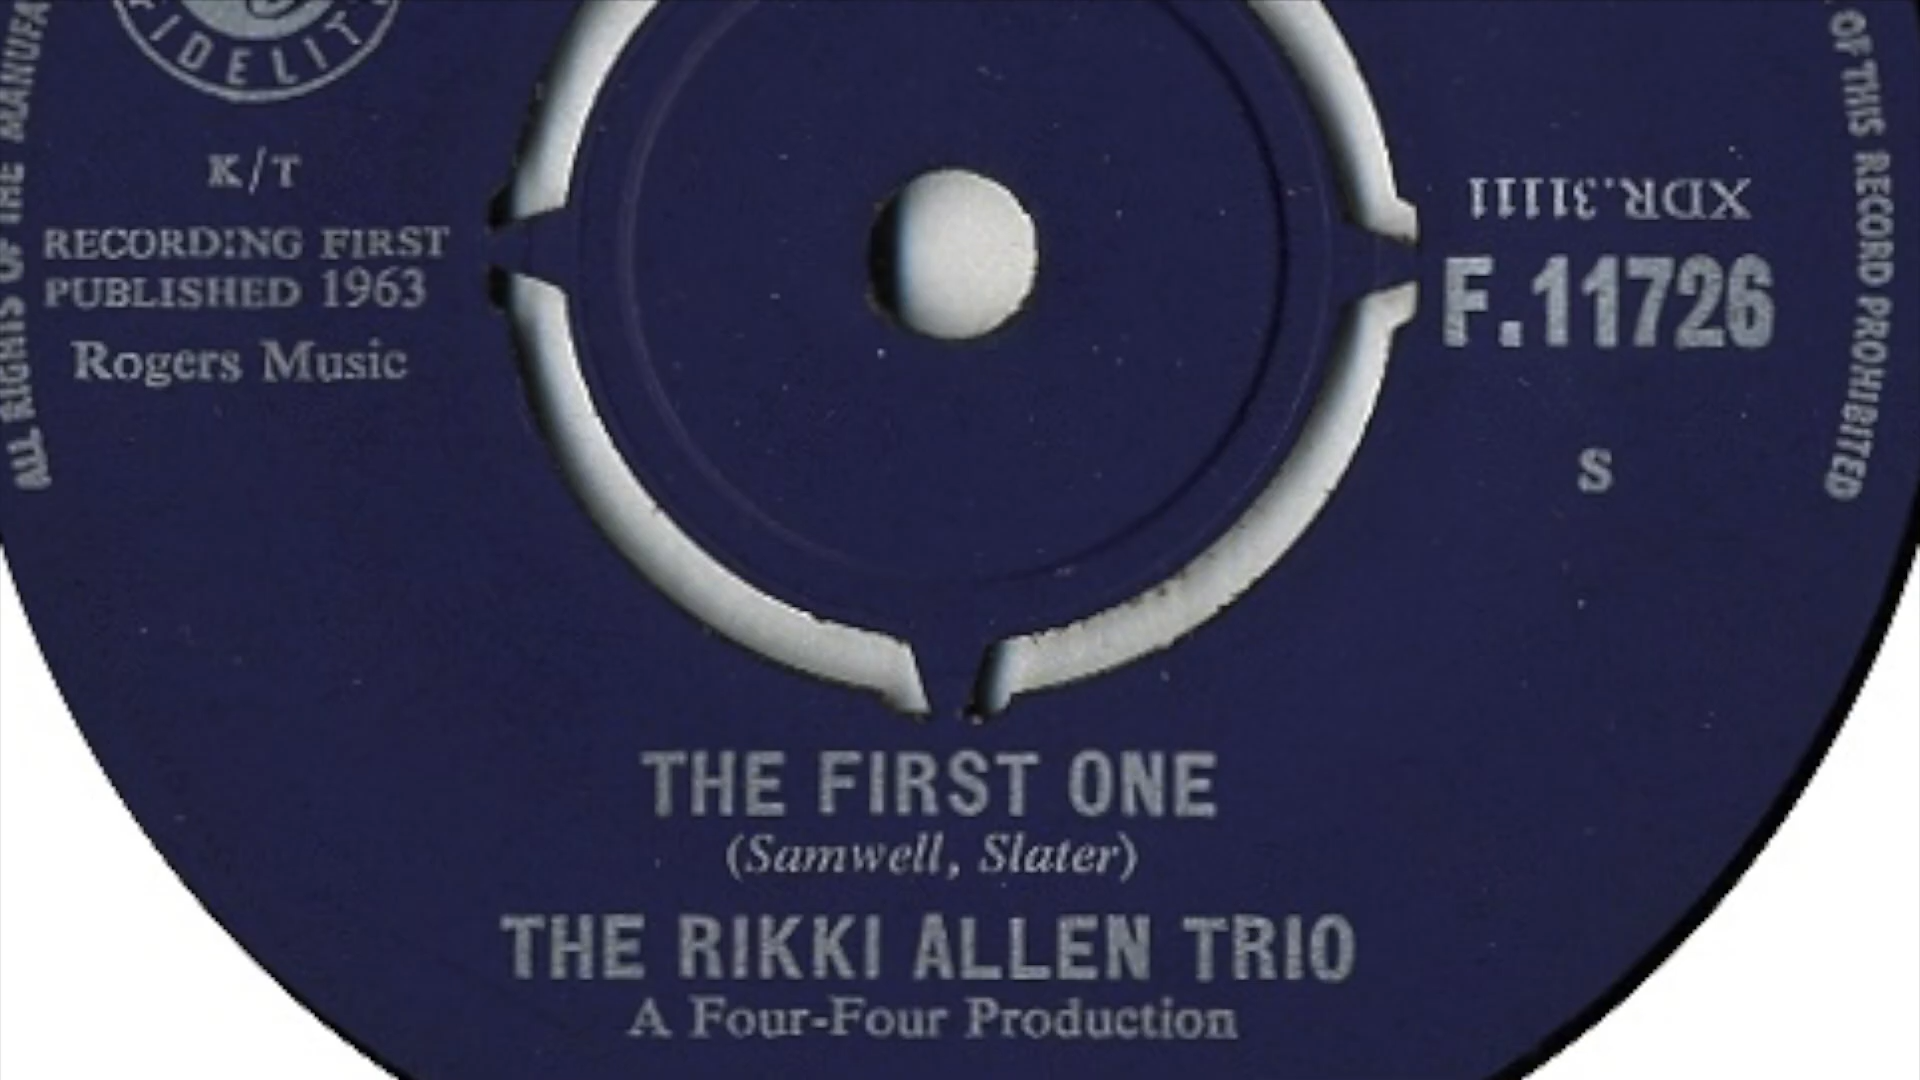 FIDELIT
ALL RIGHTS OF THE MANUFA
K/T
RECORDING FIRST
PUBLISHED 1963
Rogers Music
XDR.31111
F.11726
S
OF THIS RECORD PROHIBITED
THE FIRST ONE
(Samwell, Slater)
THE RIKKI ALLEN TRIO
A Four-Four Production